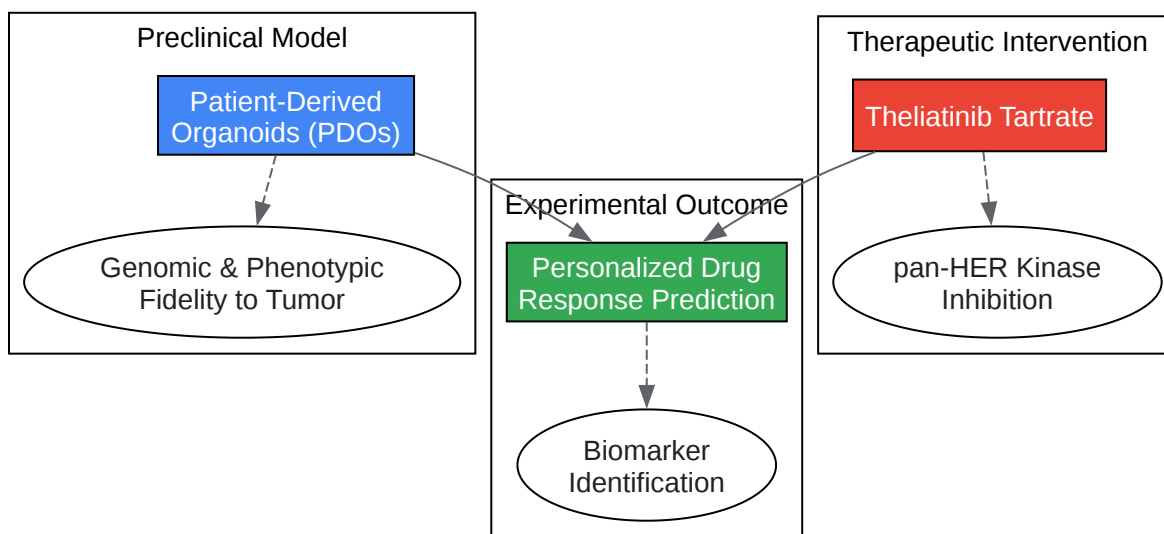 Preclinical Model
Patient-Derived
Organoids (PDOs)
Genomic & Phenotypic
Fidelity to Tumor
Experimental Outcome
Personalized Drug
Response Prediction
Biomarker
Identification
Therapeutic Intervention
Theliatinib Tartrate
pan-HER Kinase
Inhibition